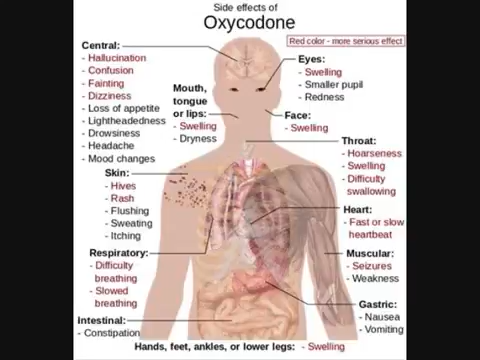 Side effects of
Oxycodone
Red color - more serious effect
Central:
- Hallucination
- Confusion
- Fainting
- Dizziness
- Loss of appetite
- Lightheadedness
- Drowsiness
- Headache
- Mood changes
Mouth,
tongue
or lips:
- Swelling
- Dryness
Eyes:
- Swelling
- Smaller pupil
- Redness
Face:
- Swelling
Throat:
- Hoarseness
- Swelling
- Difficulty
swallowing
Skin:
- Hives
- Rash
- Flushing
- Sweating
- Itching
Heart:
- Fast or slow
heartbeat
Respiratory:
- Difficulty
breathing
- Slowed
breathing
Muscular:
- Seizures
- Weakness
Gastric:
- Nausea
- Vomiting
Intestinal:
- Constipation
Hands, feet, ankles, or lower legs: - Swelling